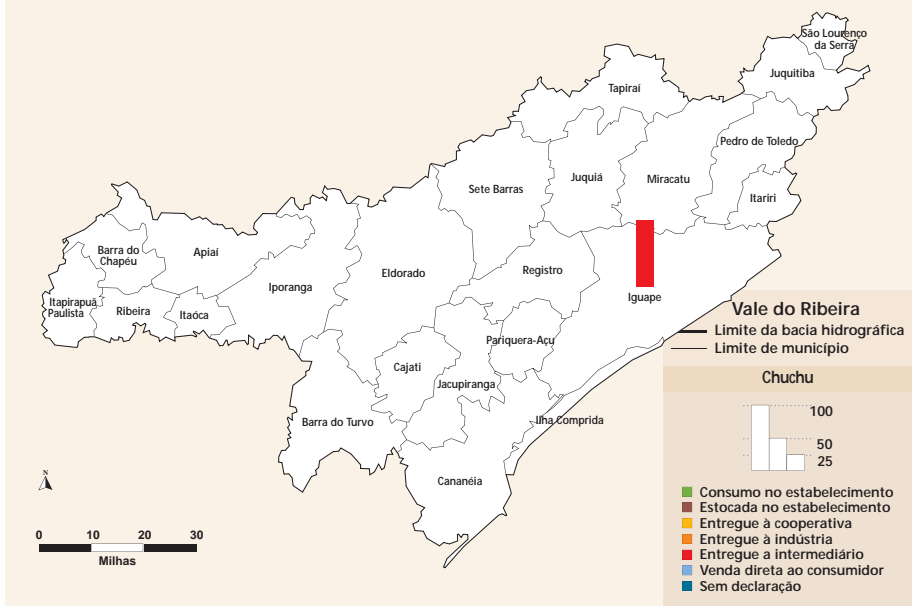 São Lourenço
da Serra
Juquitiba
Tapiraí
Pedro de Toledo
Juquiá
Miracatu
Sete Barras
Itariri
Barra do
Chapéu
Apiaí
Eldorado
Registro
Iporanga
Iguape
Itapirapuã
Paulista
Ribeira
Itaóca
Pariquera-Açu
Cajati
Jacupiranga
Barra do Turvo
Ilha Comprida
Cananéia
N
0 10 20 30
Milhas
Vale do Ribeira
Limite da bacia hidrográfica
Limite de município
Chuchu
100
50
25
Consumo no estabelecimento
Estocada no estabelecimento
Entregue à cooperativa
Entregue à indústria
Entregue a intermediário
Venda direta ao consumidor
Sem declaração